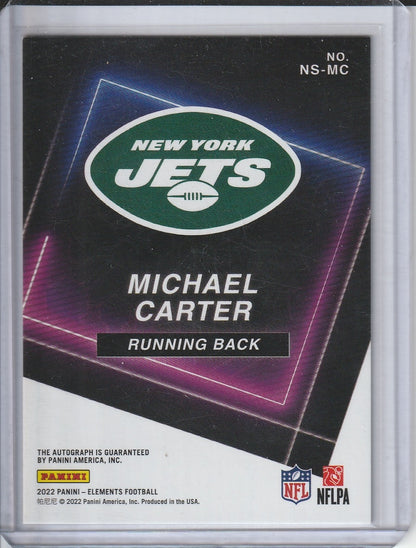 NO.
NS-MC
NEW YORK
JETS
MICHAEL
CARTER
RUNNING BACK
THE AUTOGRAPH IS GUARANTEED
BY PANINI AMERICA, INC.
PANINI
2022 PANINI – ELEMENTS FOOTBALL
帕尼尼 © 2022 Panini America, Inc. Produced in the USA.
NFL
NFLPA